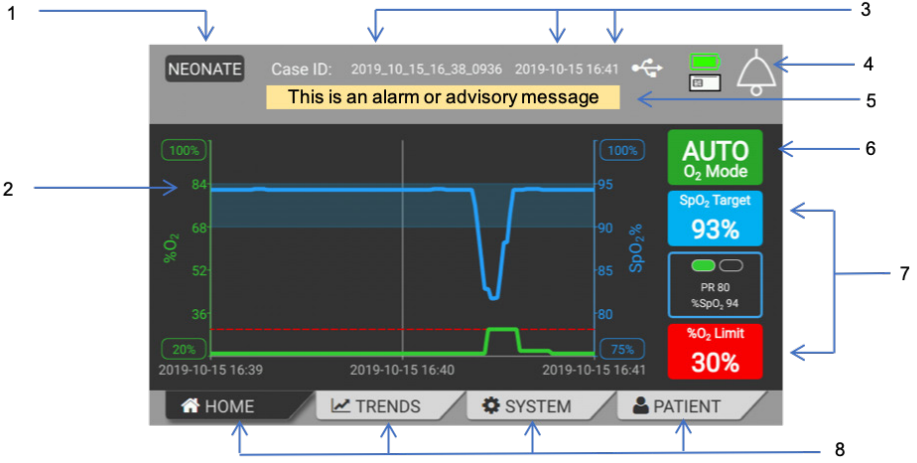 1
3
NEONATE
Case ID: 2019_10_15_16_38_0936 2019-10-15 16:41
4
This is an alarm or advisory message
5
100%
100%
AUTO
O₂ Mode
6
2
84
95
SpO₂ Target
93%
68
90
%O₂
SpO₂%
52
85
PR 80
%SpO₂ 94
7
36
80
%O₂ Limit
30%
20%
75%
2019-10-15 16:39
2019-10-15 16:40
2019-10-15 16:41
HOME
TRENDS
SYSTEM
PATIENT
8